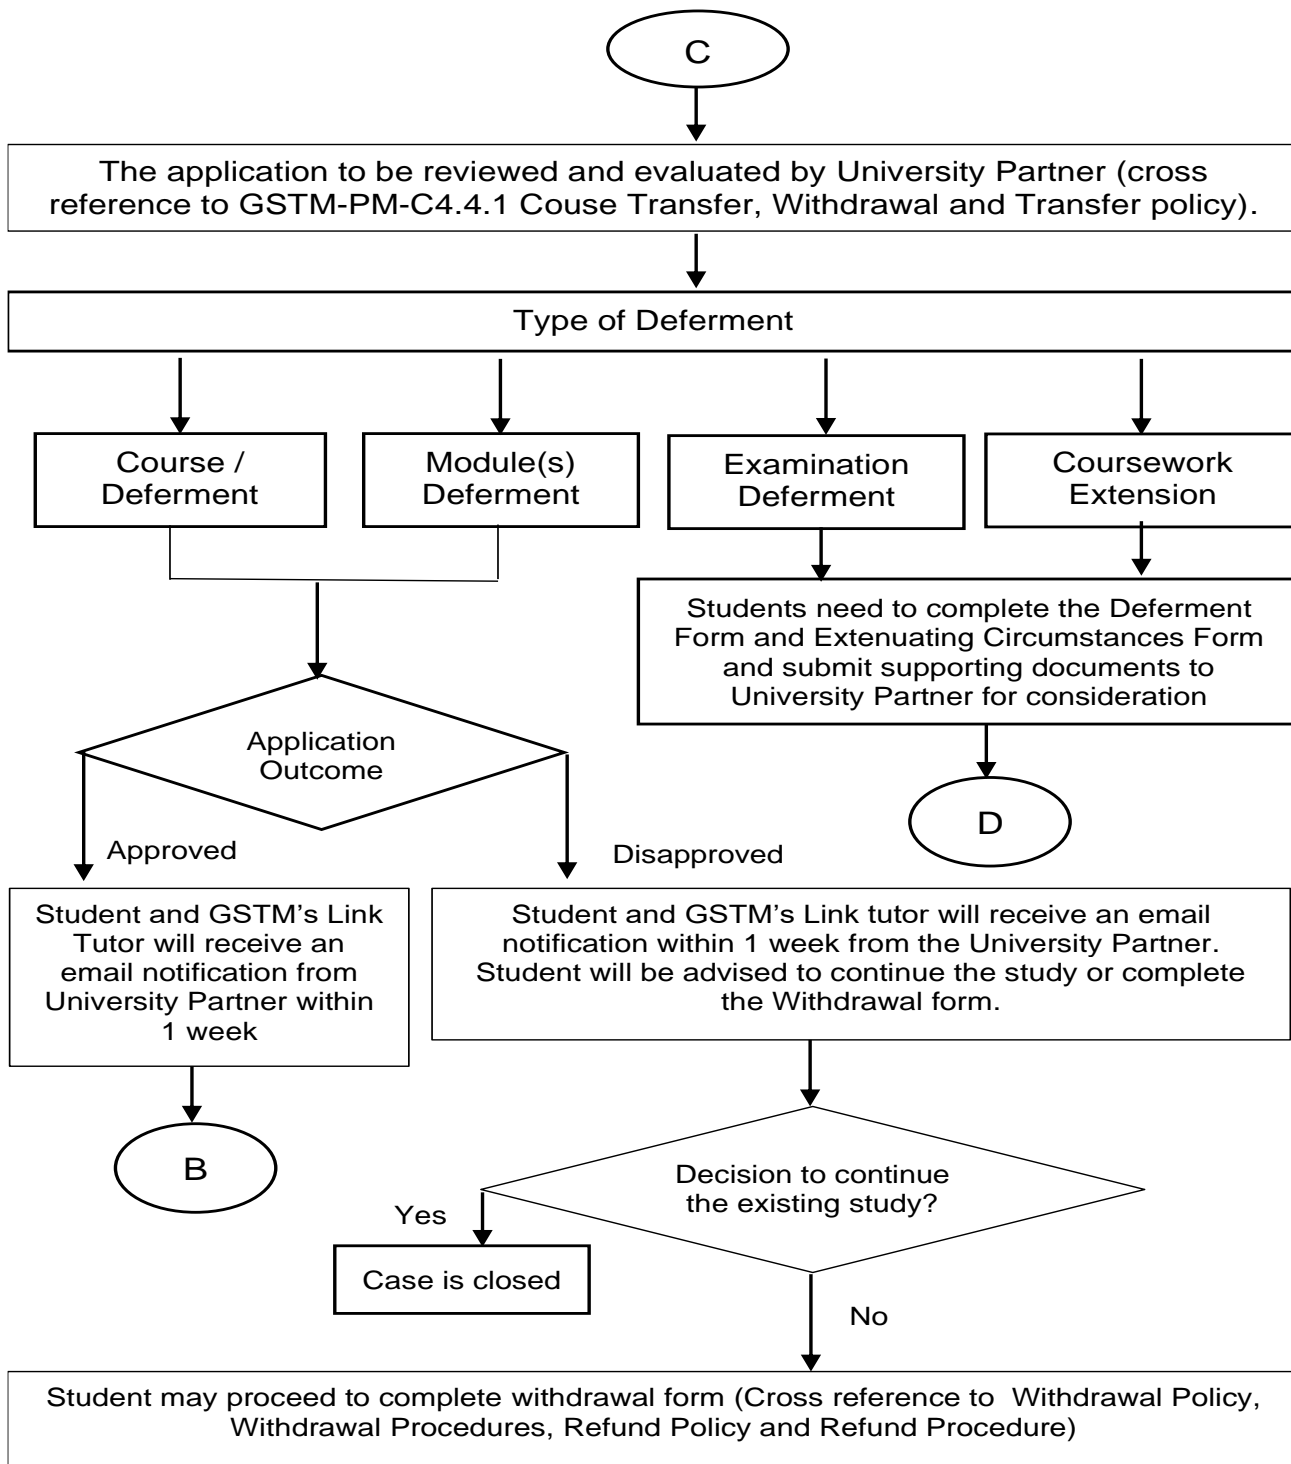 C
The application to be reviewed and evaluated by University Partner (cross
reference to GSTM-PM-C4.4.1 Couse Transfer, Withdrawal and Transfer policy).
Type of Deferment
Course /
Deferment
Module(s)
Deferment
Examination
Deferment
Coursework
Extension
Students need to complete the Deferment
Form and Extenuating Circumstances Form
and submit supporting documents to
University Partner for consideration
Application
Outcome
D
Approved
Disapproved
Student and GSTM’s Link
Tutor will receive an
email notification from
University Partner within
1 week
Student and GSTM’s Link tutor will receive an email
notification within 1 week from the University Partner.
Student will be advised to continue the study or complete
the Withdrawal form.
B
Decision to continue
the existing study?
Yes
Case is closed
No
Student may proceed to complete withdrawal form (Cross reference to  Withdrawal Policy,
Withdrawal Procedures, Refund Policy and Refund Procedure)